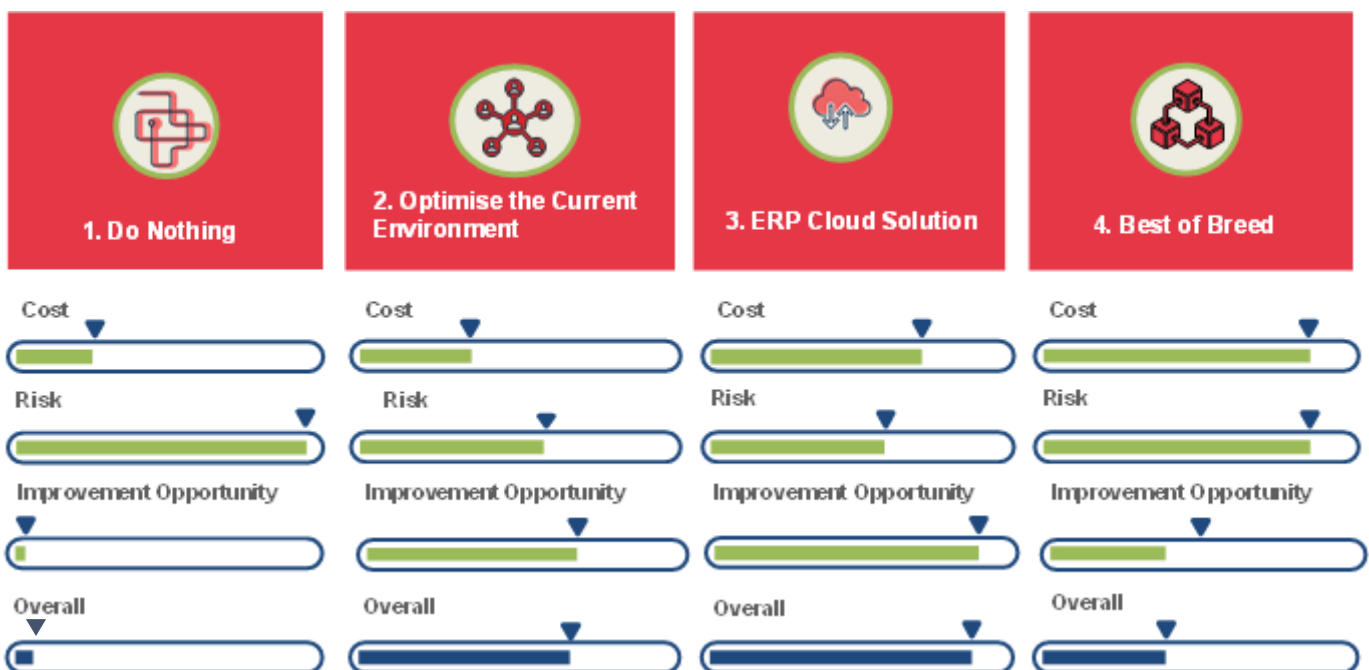 1. Do Nothing
2. Optimise the Current
Environment
3. ERP Cloud Solution
4. Best of Breed
Cost
Cost
Cost
Cost
Risk
Risk
Risk
Risk
Improvement Opportunity
Improvement Opportunity
Improvement Opportunity
Improvement Opportunity
Overall
Overall
Overall
Overall